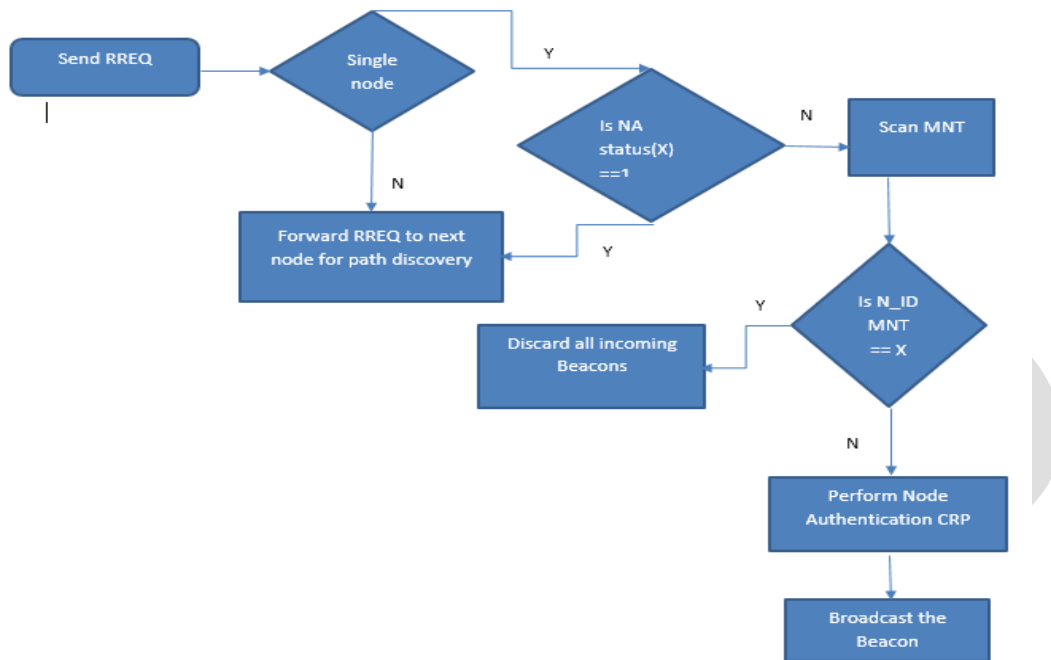 Send RREQ
Single
node
Y
Is NA
status(X)
==1
N
Scan MNT
N
Forward RREQ to next
node for path discovery
Y
Is N_ID
MNT
== X
Y
Discard all incoming
Beacons
N
Perform Node
Authentication CRP
Broadcast the
Beacon